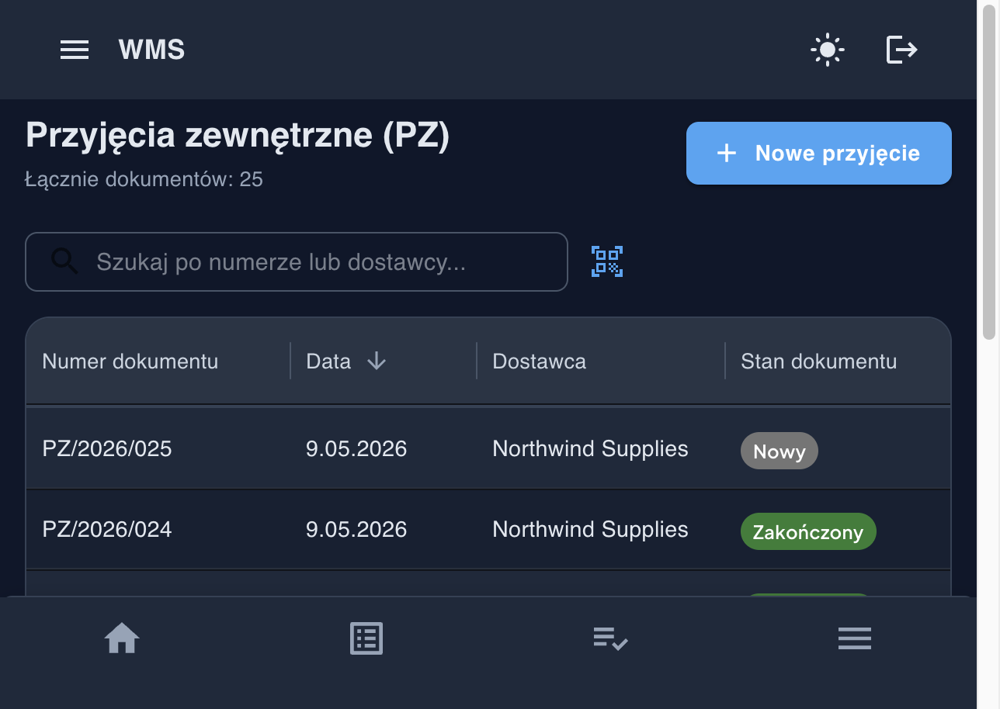 WMS
Przyjęcia zewnętrzne (PZ)
Łącznie dokumentów: 25
Nowe przyjęcie
Szukaj po numerze lub dostawcy...
Numer dokumentu Data Dostawca Stan dokumentu
PZ/2026/025 9.05.2026 Northwind Supplies Nowy
PZ/2026/024 9.05.2026 Northwind Supplies Zakończony